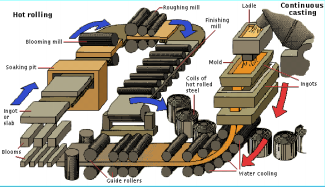 Hot rolling
Roughing mill
Finishing
mill
Ladle
Continuous
casting
Blooming mill
Soaking pit
Mold
Coils of
hot rolled
steel
Ingots
Ingot
or
slab
Blooms
Guide rollers
Water cooling